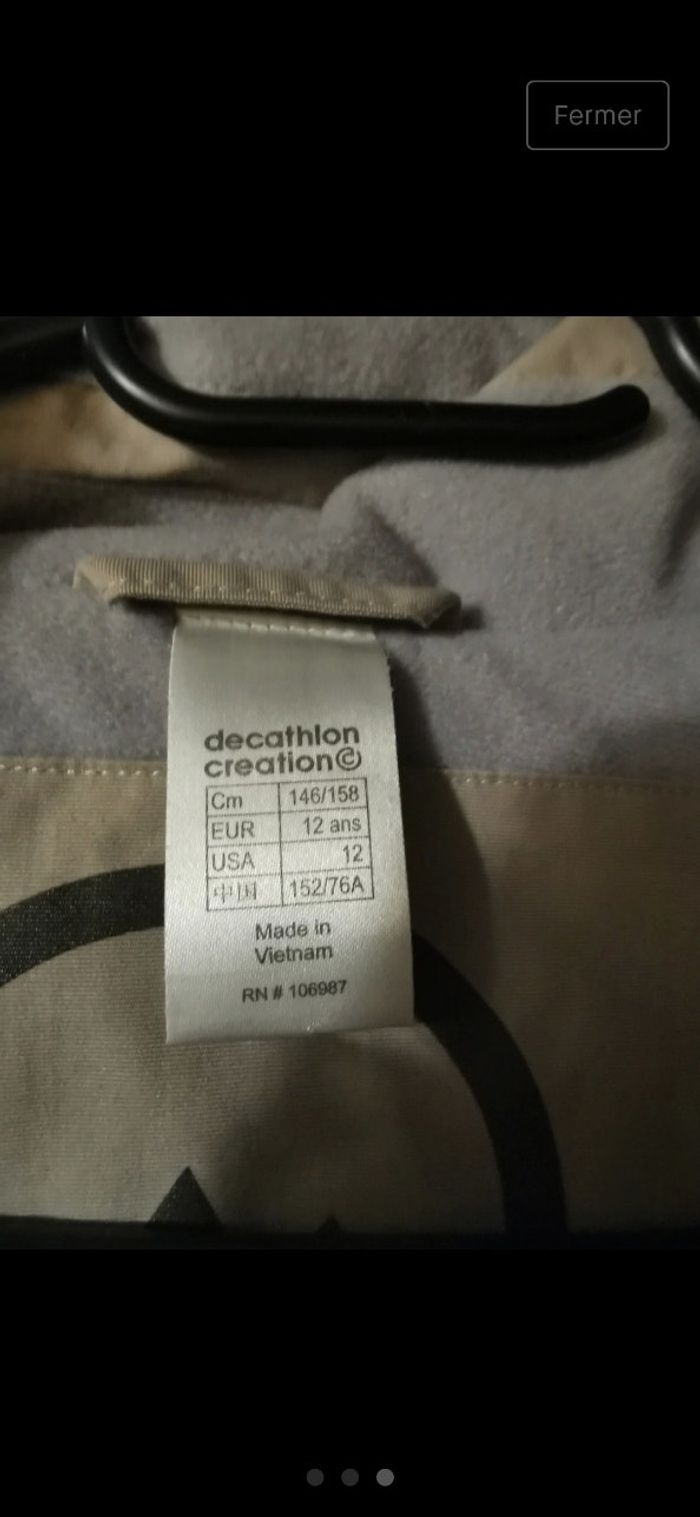 Fermer
decathlon
creation©
Cm 146/158
EUR 12 ans
USA 12
中国 152/76A
Made in
Vietnam
RN # 106987